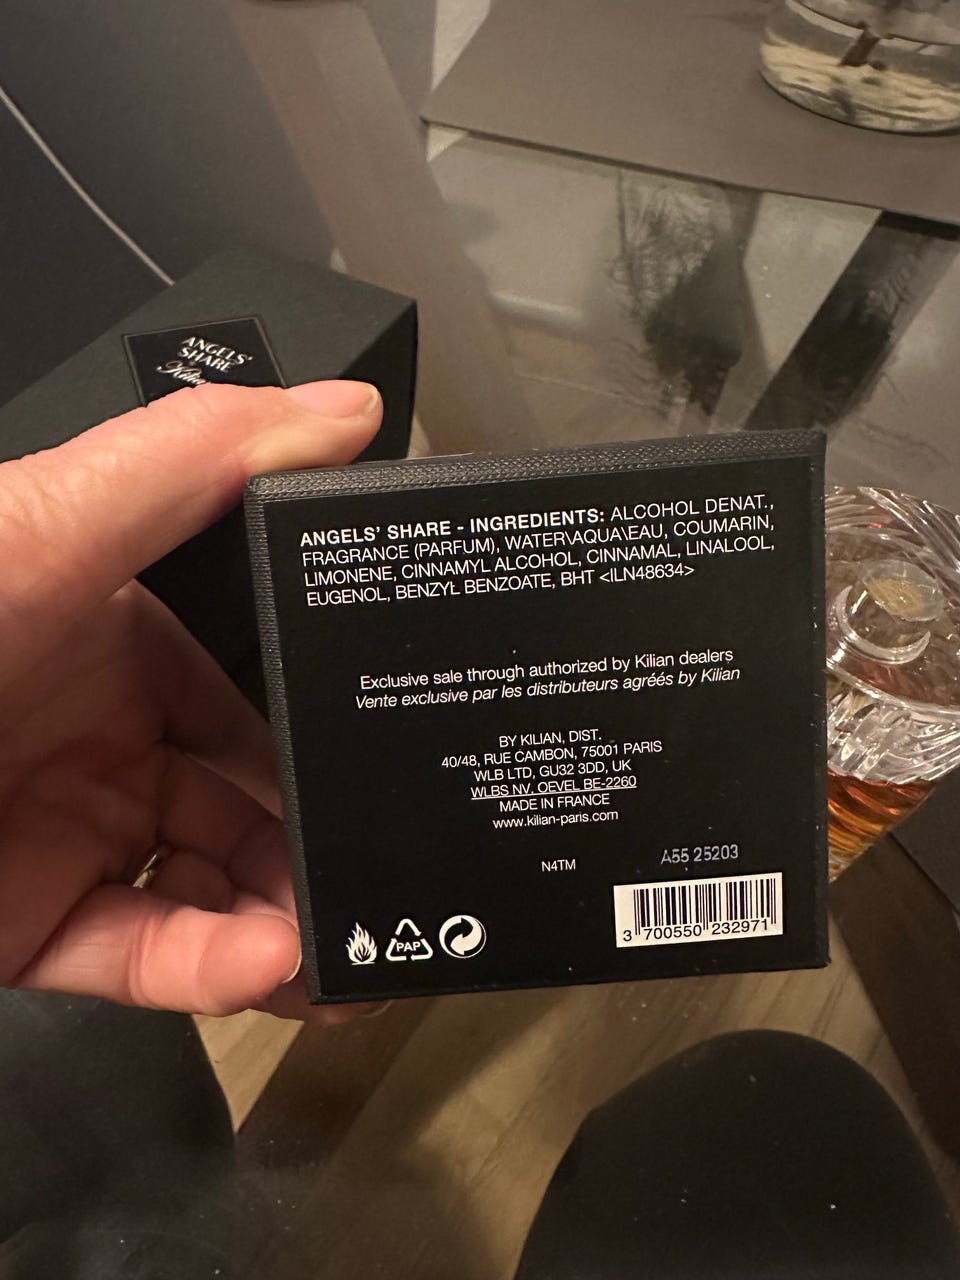 ANGELS'
SHARE
Kilian
ANGELS' SHARE - INGREDIENTS: ALCOHOL DENAT.,
FRAGRANCE (PARFUM), WATER\AQUA\EAU, COUMARIN,
LIMONENE, CINNAMYL ALCOHOL, CINNAMAL, LINALOOL,
EUGENOL, BENZYL BENZOATE, BHT <ILN48634>
Exclusive sale through authorized by Kilian dealers
Vente exclusive par les distributeurs agréés by Kilian
BY KILIAN, DIST.
40/48, RUE CAMBON, 75001 PARIS
WLB LTD, GU32 3DD, UK
WLBS NV, OEVEL BE-2260
MADE IN FRANCE
www.kilian-paris.com
N4TM
A55 25203
PAP
3 700550 232971